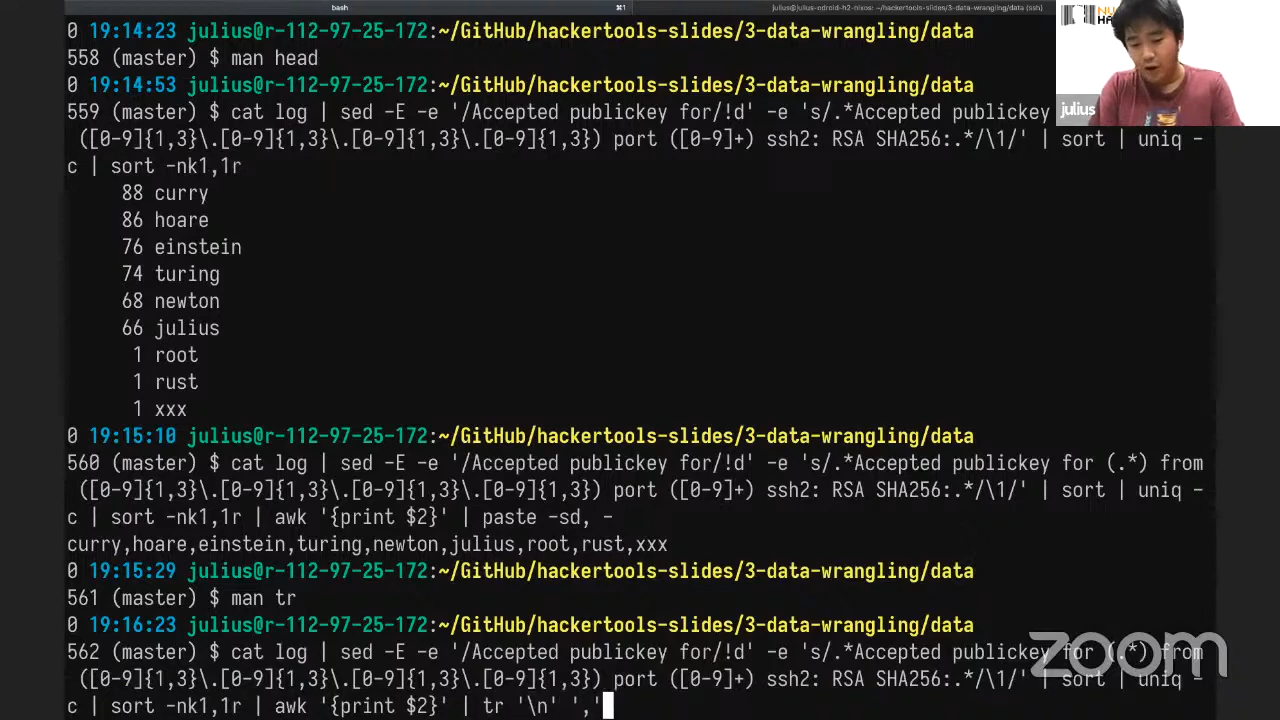 bash
⌘1
julius@julius-odroid-h2-nixos: ~/hackertools-slides/3-data-wrangling/data (ssh)
0 19:14:23 julius@r-112-97-25-172:~/GitHub/hackertools-slides/3-data-wrangling/data
558 (master) $ man head
0 19:14:53 julius@r-112-97-25-172:~/GitHub/hackertools-slides/3-data-wrangling/data
559 (master) $ cat log | sed -E -e '/Accepted publickey for/!d' -e 's/.*Accepted publickey
julius
([0-9]{1,3}\.[0-9]{1,3}\.[0-9]{1,3}\.[0-9]{1,3}) port ([0-9]+) ssh2: RSA SHA256:.*/\1/' | sort | uniq -
c | sort -nk1,1r
88 curry
86 hoare
76 einstein
74 turing
68 newton
66 julius
1 root
1 rust
1 xxx
0 19:15:10 julius@r-112-97-25-172:~/GitHub/hackertools-slides/3-data-wrangling/data
560 (master) $ cat log | sed -E -e '/Accepted publickey for/!d' -e 's/.*Accepted publickey for (.*) from
([0-9]{1,3}\.[0-9]{1,3}\.[0-9]{1,3}\.[0-9]{1,3}) port ([0-9]+) ssh2: RSA SHA256:.*/\1/' | sort | uniq -
c | sort -nk1,1r | awk '{print $2}' | paste -sd, -
curry,hoare,einstein,turing,newton,julius,root,rust,xxx
0 19:15:29 julius@r-112-97-25-172:~/GitHub/hackertools-slides/3-data-wrangling/data
561 (master) $ man tr
0 19:16:23 julius@r-112-97-25-172:~/GitHub/hackertools-slides/3-data-wrangling/data
562 (master) $ cat log | sed -E -e '/Accepted publickey for/!d' -e 's/.*Accepted publickey for (.*) from
([0-9]{1,3}\.[0-9]{1,3}\.[0-9]{1,3}\.[0-9]{1,3}) port ([0-9]+) ssh2: RSA SHA256:.*/\1/' | sort | uniq -
c | sort -nk1,1r | awk '{print $2}' | tr '\n' ','
zoom